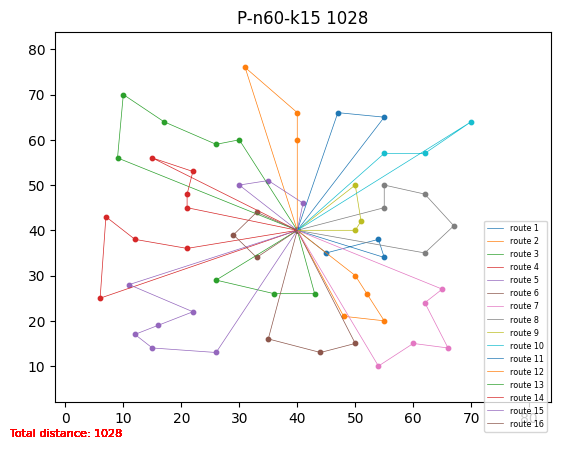 P-n60-k15 1028
80
70
60
50
40
30
20
10
0 10 20 30 40 50 60 70 80
route 1
route 2
route 3
route 4
route 5
route 6
route 7
route 8
route 9
route 10
route 11
route 12
route 13
route 14
route 15
route 16
Total distance: 1028